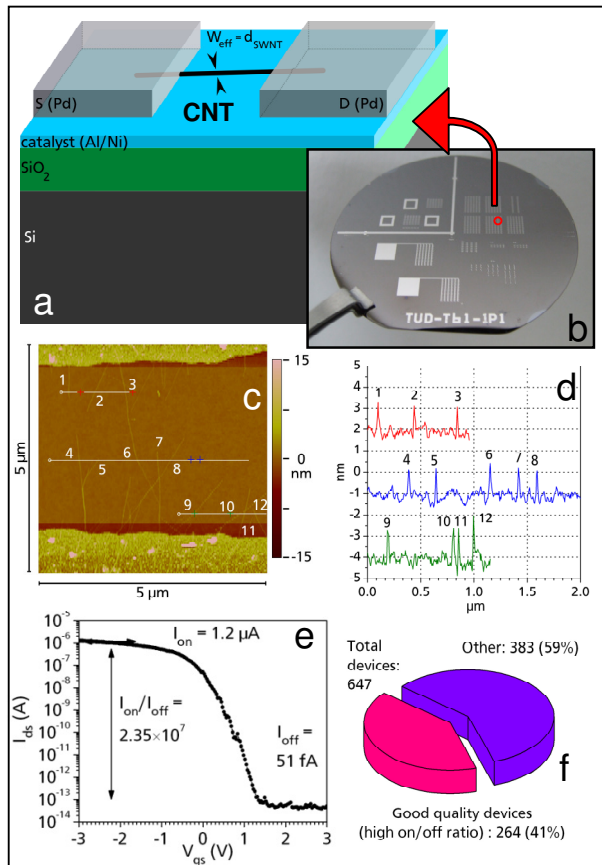 W_eff = d_SWNT
S (Pd)
CNT
D (Pd)
catalyst (Al/Ni)
SiO₂
Si
a
TUD-Tb1-1P1
b
15
0
nm
-15
5 µm
5 µm
1
2
3
4
5
6
7
8
9
10
11
12
c
d
5
4
3
2
1
0
-1
-2
-3
-4
-5
nm
1
2
3
4
5
6
7
8
9
10
11
12
0.0
0.5
1.0
1.5
2.0
µm
e
10⁻⁵
10⁻⁶
10⁻⁷
10⁻⁸
10⁻⁹
10⁻¹⁰
10⁻¹¹
10⁻¹²
10⁻¹³
10⁻¹⁴
I_ds (A)
I_on = 1.2 µA
I_on/I_off =
2.35×10⁷
I_off =
51 fA
-3
-2
-1
0
1
2
3
V_gs (V)
Total
devices:
647
Other: 383 (59%)
f
Good quality devices
(high on/off ratio) : 264 (41%)